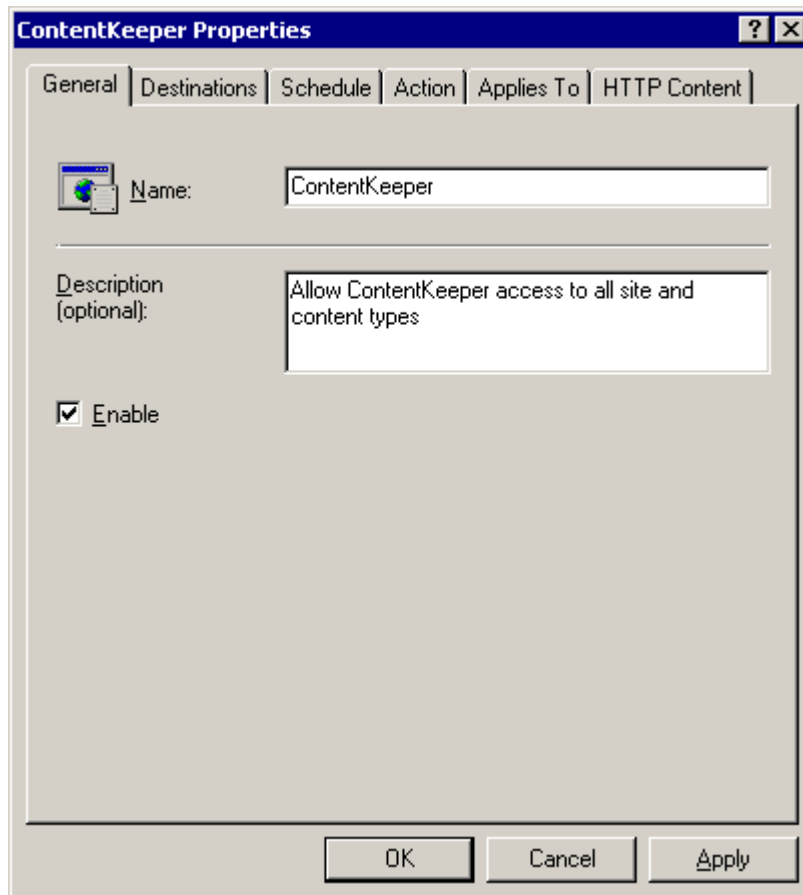 ContentKeeper Properties
General Destinations Schedule Action Applies To HTTP Content
Name: ContentKeeper
Description
(optional):
Allow ContentKeeper access to all site and
content types
Enable
OK Cancel Apply